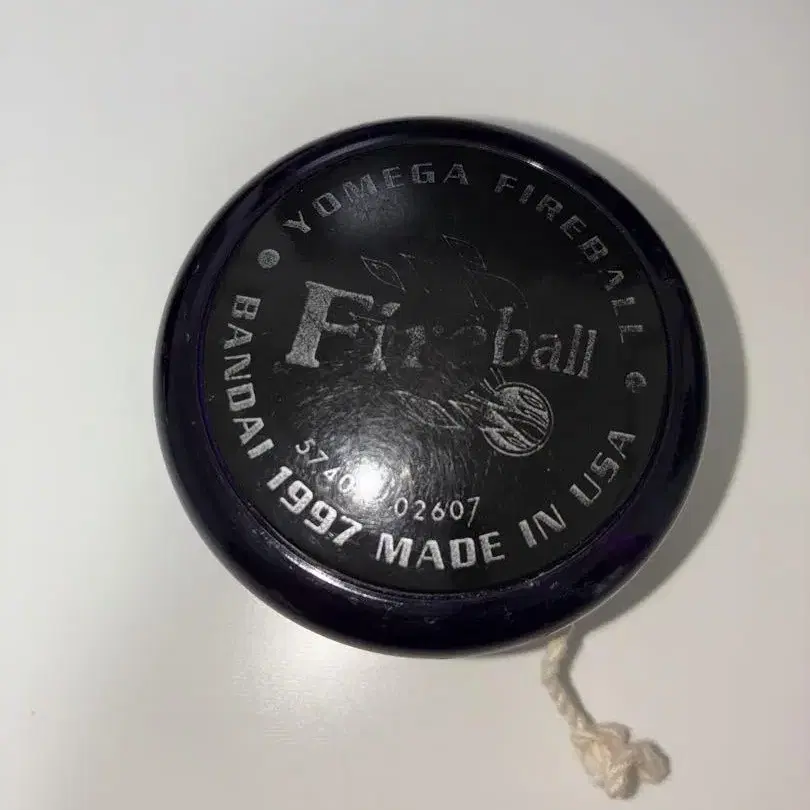 YOMEGA FIREBALL
Fireball
02607
BANDAI 1997 MADE IN USA